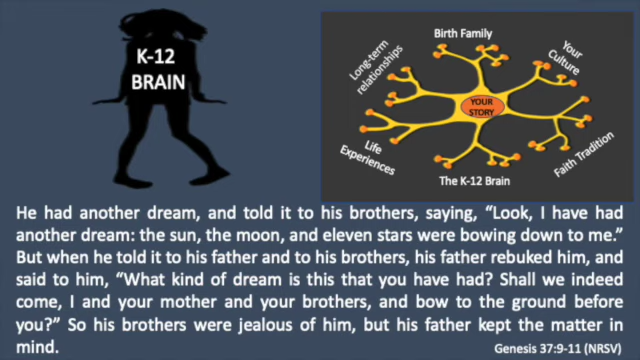 K-12
BRAIN
Birth Family
Long-term
relationships
Your
Culture
YOUR
STORY
Life
Experiences
Faith Tradition
The K-12 Brain
He had another dream, and told it to his brothers, saying, “Look, I have had
another dream: the sun, the moon, and eleven stars were bowing down to me.”
But when he told it to his father and to his brothers, his father rebuked him, and
said to him, “What kind of dream is this that you have had? Shall we indeed
come, I and your mother and your brothers, and bow to the ground before
you?” So his brothers were jealous of him, but his father kept the matter in
mind.
Genesis 37:9-11 (NRSV)